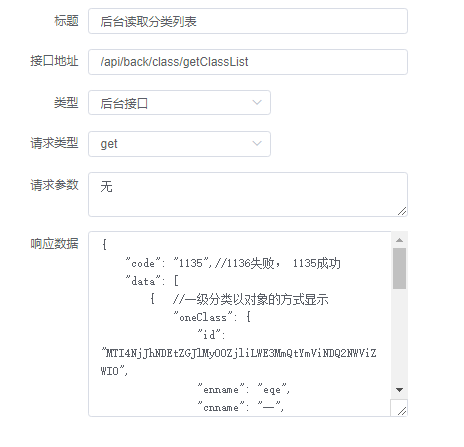 标题 后台读取分类列表
接口地址 /api/back/class/getClassList
类型 后台接口
请求类型 get
请求参数 无
响应数据 {
"code": "1135",//1136失败， 1135成功
"data": [
{ //一级分类以对象的方式显示
"oneClass": {
"id":
"MTI4NjJhNDEtZGJlMy00ZjliLWE3MmQtYmViNDQ2NWViZ
WI0",
"enname": "eqe",
"cnname": "一",